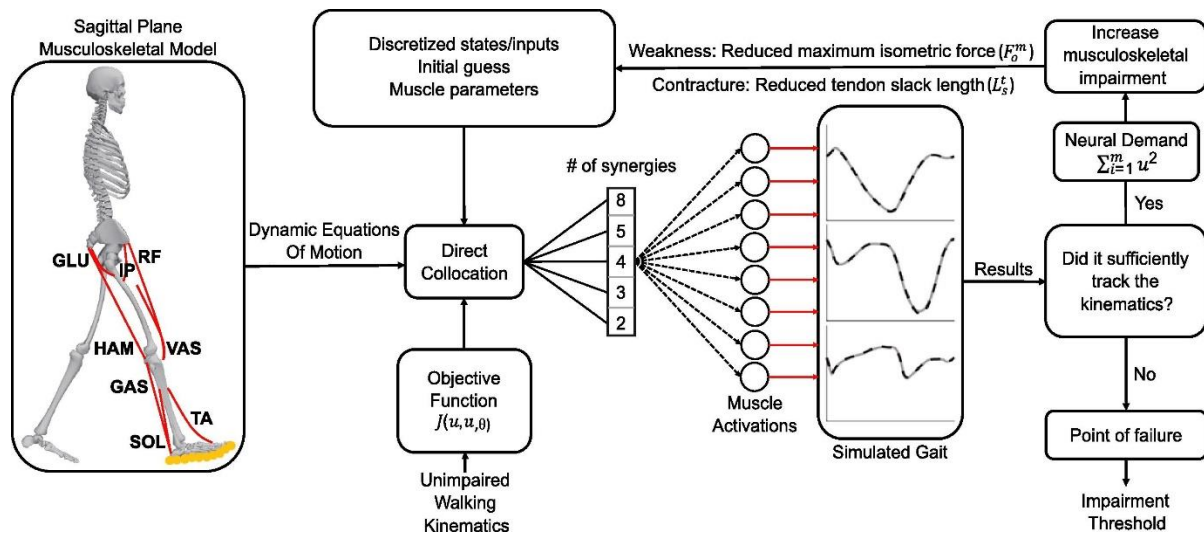 Sagittal Plane
Musculoskeletal Model
GLU
IP
RF
HAM
VAS
GAS
TA
SOL
Dynamic Equations
Of Motion
Discretized states/inputs
Initial guess
Muscle parameters
Direct
Collocation
Objective
Function
J(u,u,θ)
Unimpaired
Walking
Kinematics
# of synergies
8
5
4
3
2
Muscle
Activations
Simulated Gait
Weakness: Reduced maximum isometric force (F_o^m)
Contracture: Reduced tendon slack length (L_s^t)
Results
Increase
musculoskeletal
impairment
Neural Demand
∑_{i=1}^m u^2
Yes
Did it sufficiently
track the
kinematics?
No
Point of failure
Impairment
Threshold